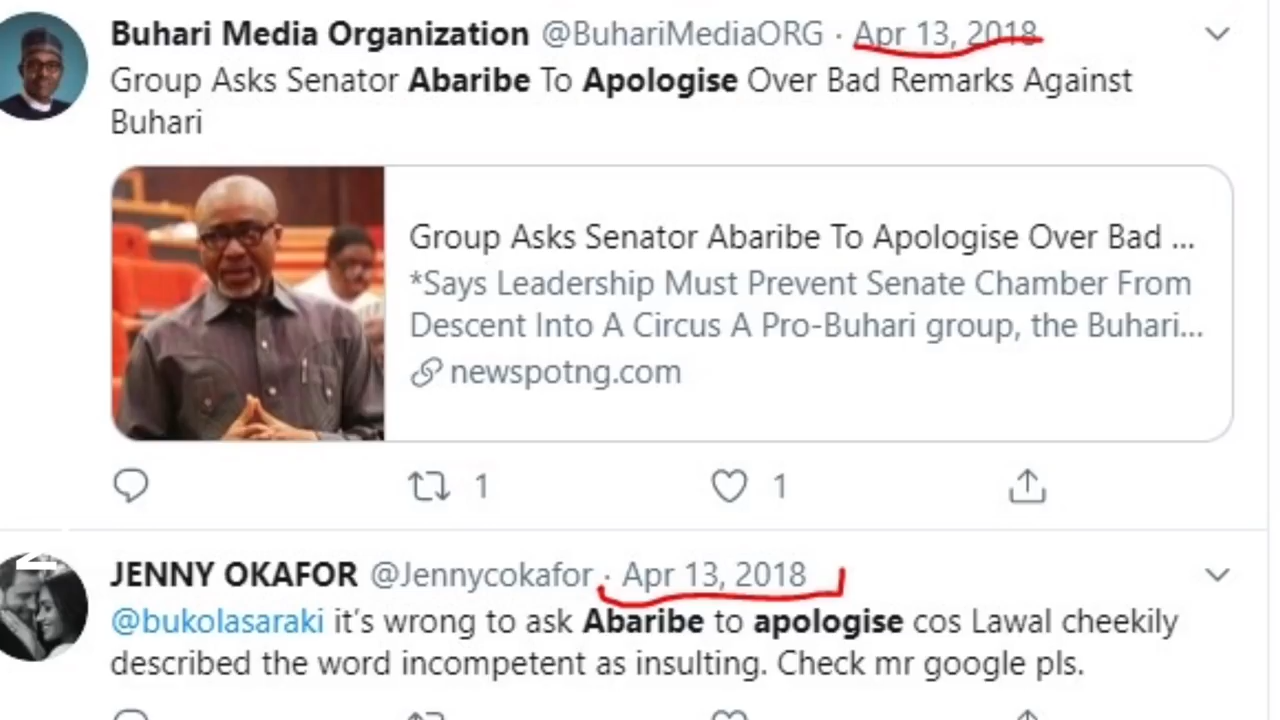 Buhari Media Organization @BuhariMediaORG · Apr 13, 2018
Group Asks Senator Abaribe To Apologise Over Bad Remarks Against
Buhari
Group Asks Senator Abaribe To Apologise Over Bad ...
*Says Leadership Must Prevent Senate Chamber From
Descent Into A Circus A Pro-Buhari group, the Buhari...
newspotng.com
1 1
JENNY OKAFOR @Jennycokafor · Apr 13, 2018
@bukolasaraki it’s wrong to ask Abaribe to apologise cos Lawal cheekily
described the word incompetent as insulting. Check mr google pls.